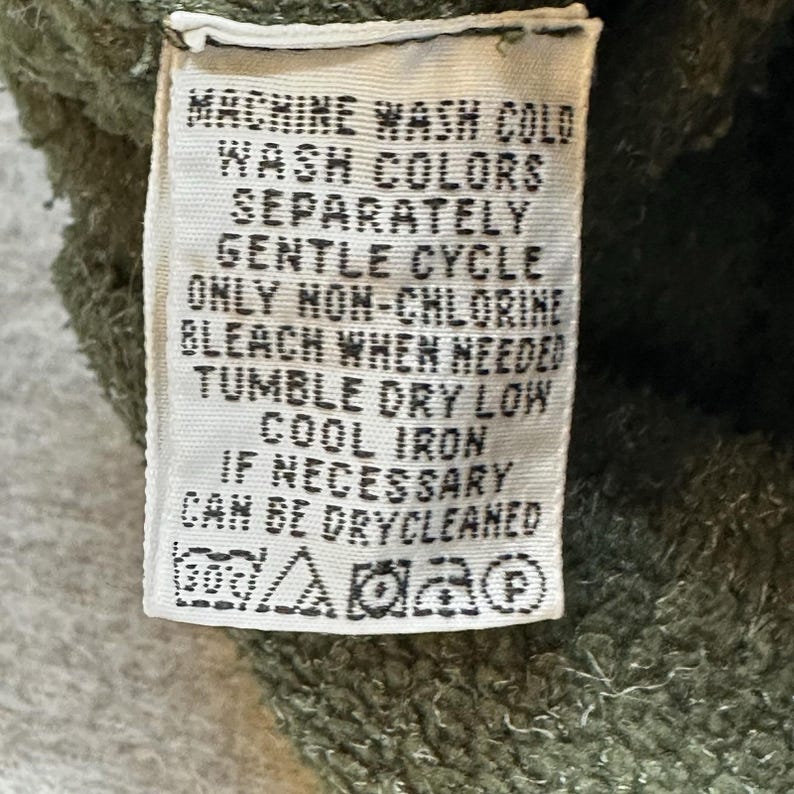 MACHINE WASH COLD
WASH COLORS
SEPARATELY
GENTLE CYCLE
ONLY NON-CHLORINE
BLEACH WHEN NEEDED
TUMBLE DRY LOW
COOL IRON
IF NECESSARY
CAN BE DRYCLEANED
P